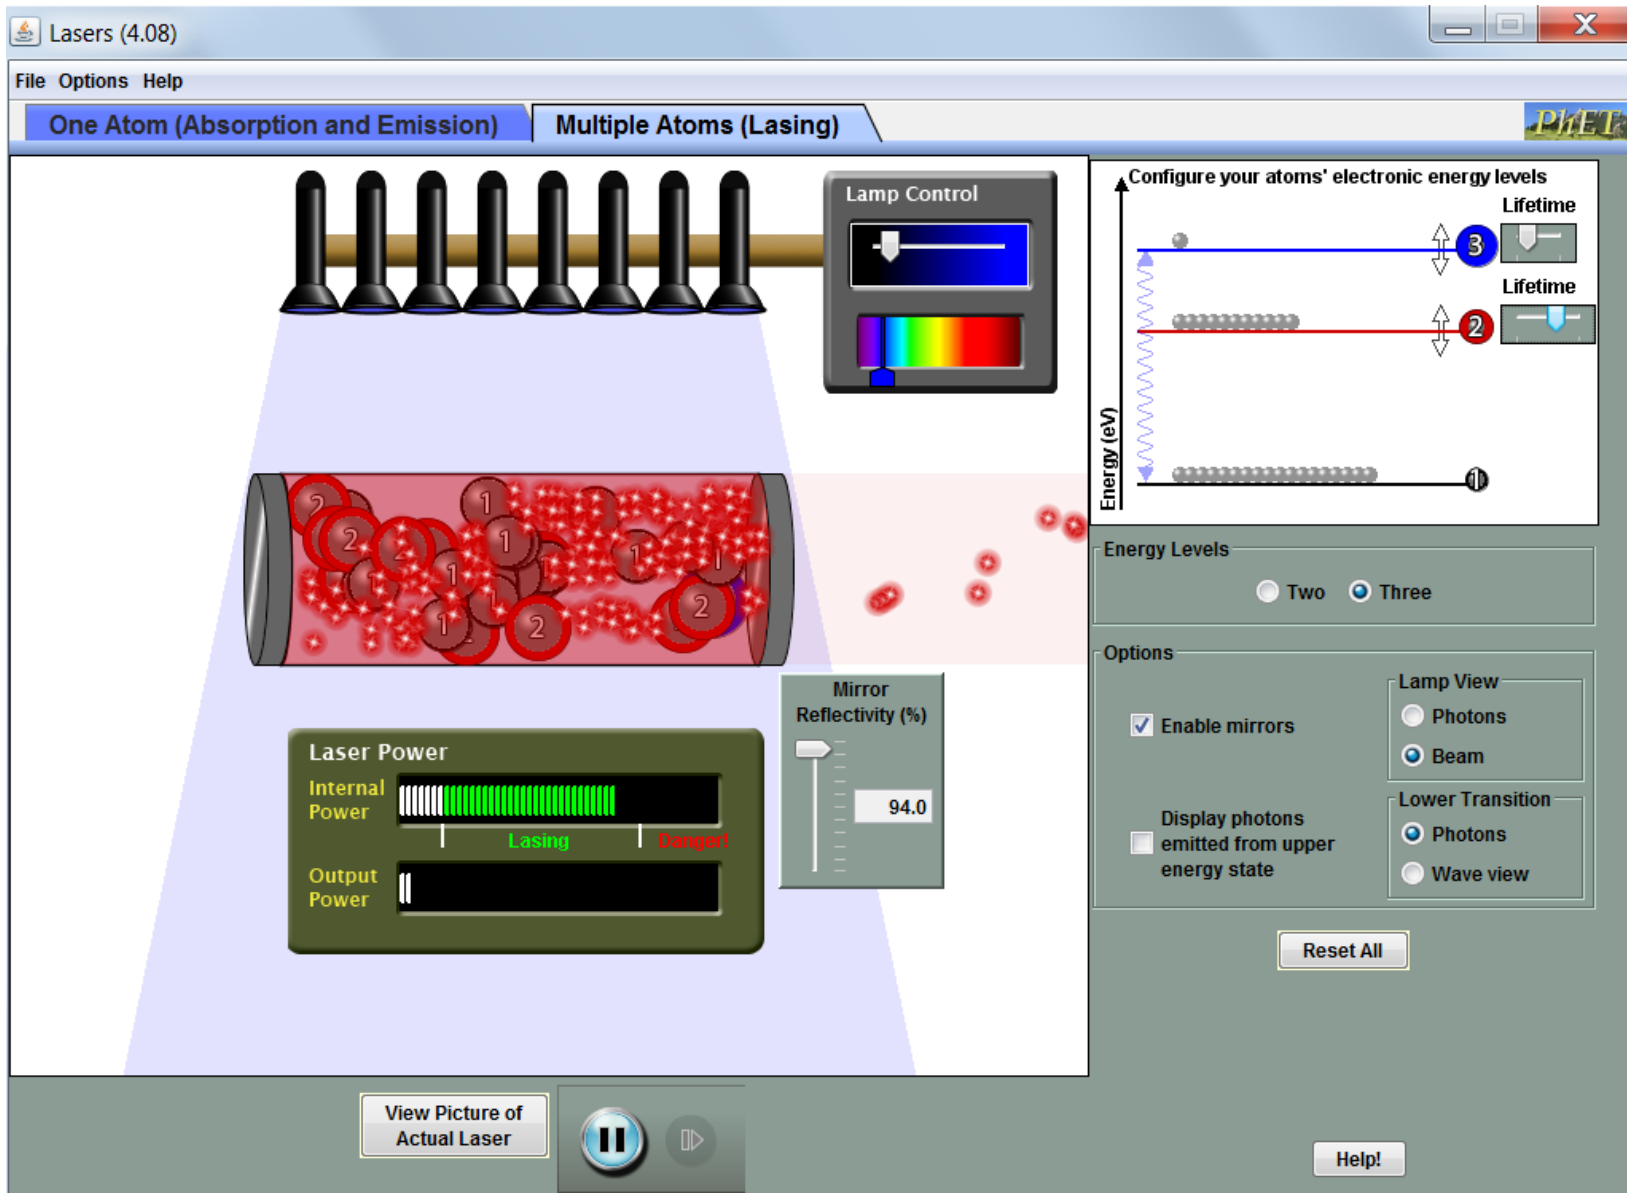 Lasers (4.08)
File Options Help
One Atom (Absorption and Emission)
Multiple Atoms (Lasing)
PhET
Lamp Control
Configure your atoms' electronic energy levels
Lifetime
3
Lifetime
2
Energy (eV)
1
2
1
2
2
1
1
1
1
1
1
1
2
2
Energy Levels
Two
Three
Options
Enable mirrors
Display photons
emitted from upper
energy state
Lamp View
Photons
Beam
Lower Transition
Photons
Wave view
Mirror
Reflectivity (%)
94.0
Laser Power
Internal
Power
Lasing
Danger!
Output
Power
Reset All
View Picture of
Actual Laser
Help!